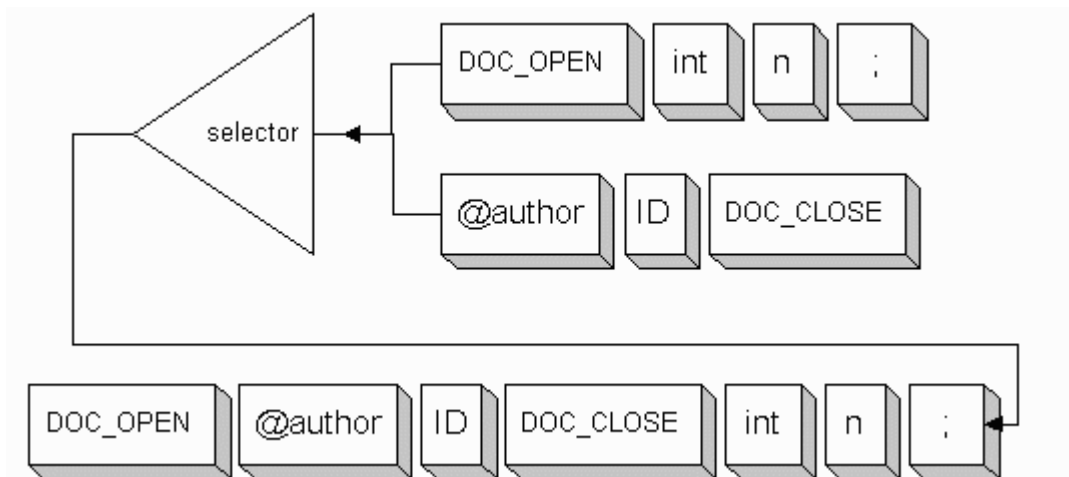 DOC_OPEN int n ;
selector
@author ID DOC_CLOSE
DOC_OPEN @author ID DOC_CLOSE int n ;